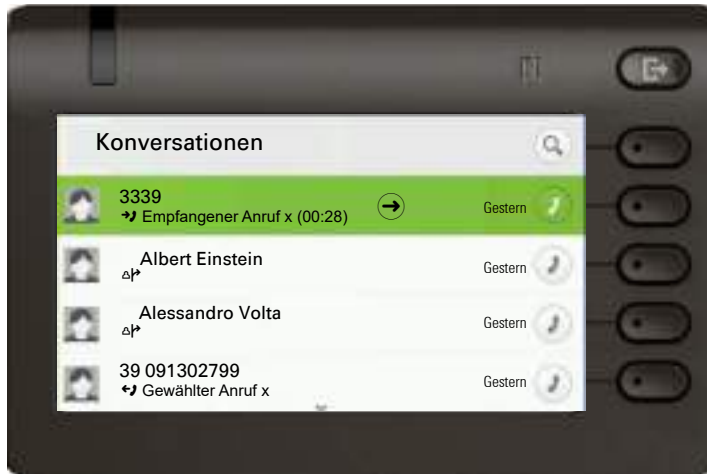 Konversationen
3339
Empfangener Anruf x (00:28)
Gestern
Albert Einstein
Gestern
Alessandro Volta
Gestern
39 091302799
Gewählter Anruf x
Gestern